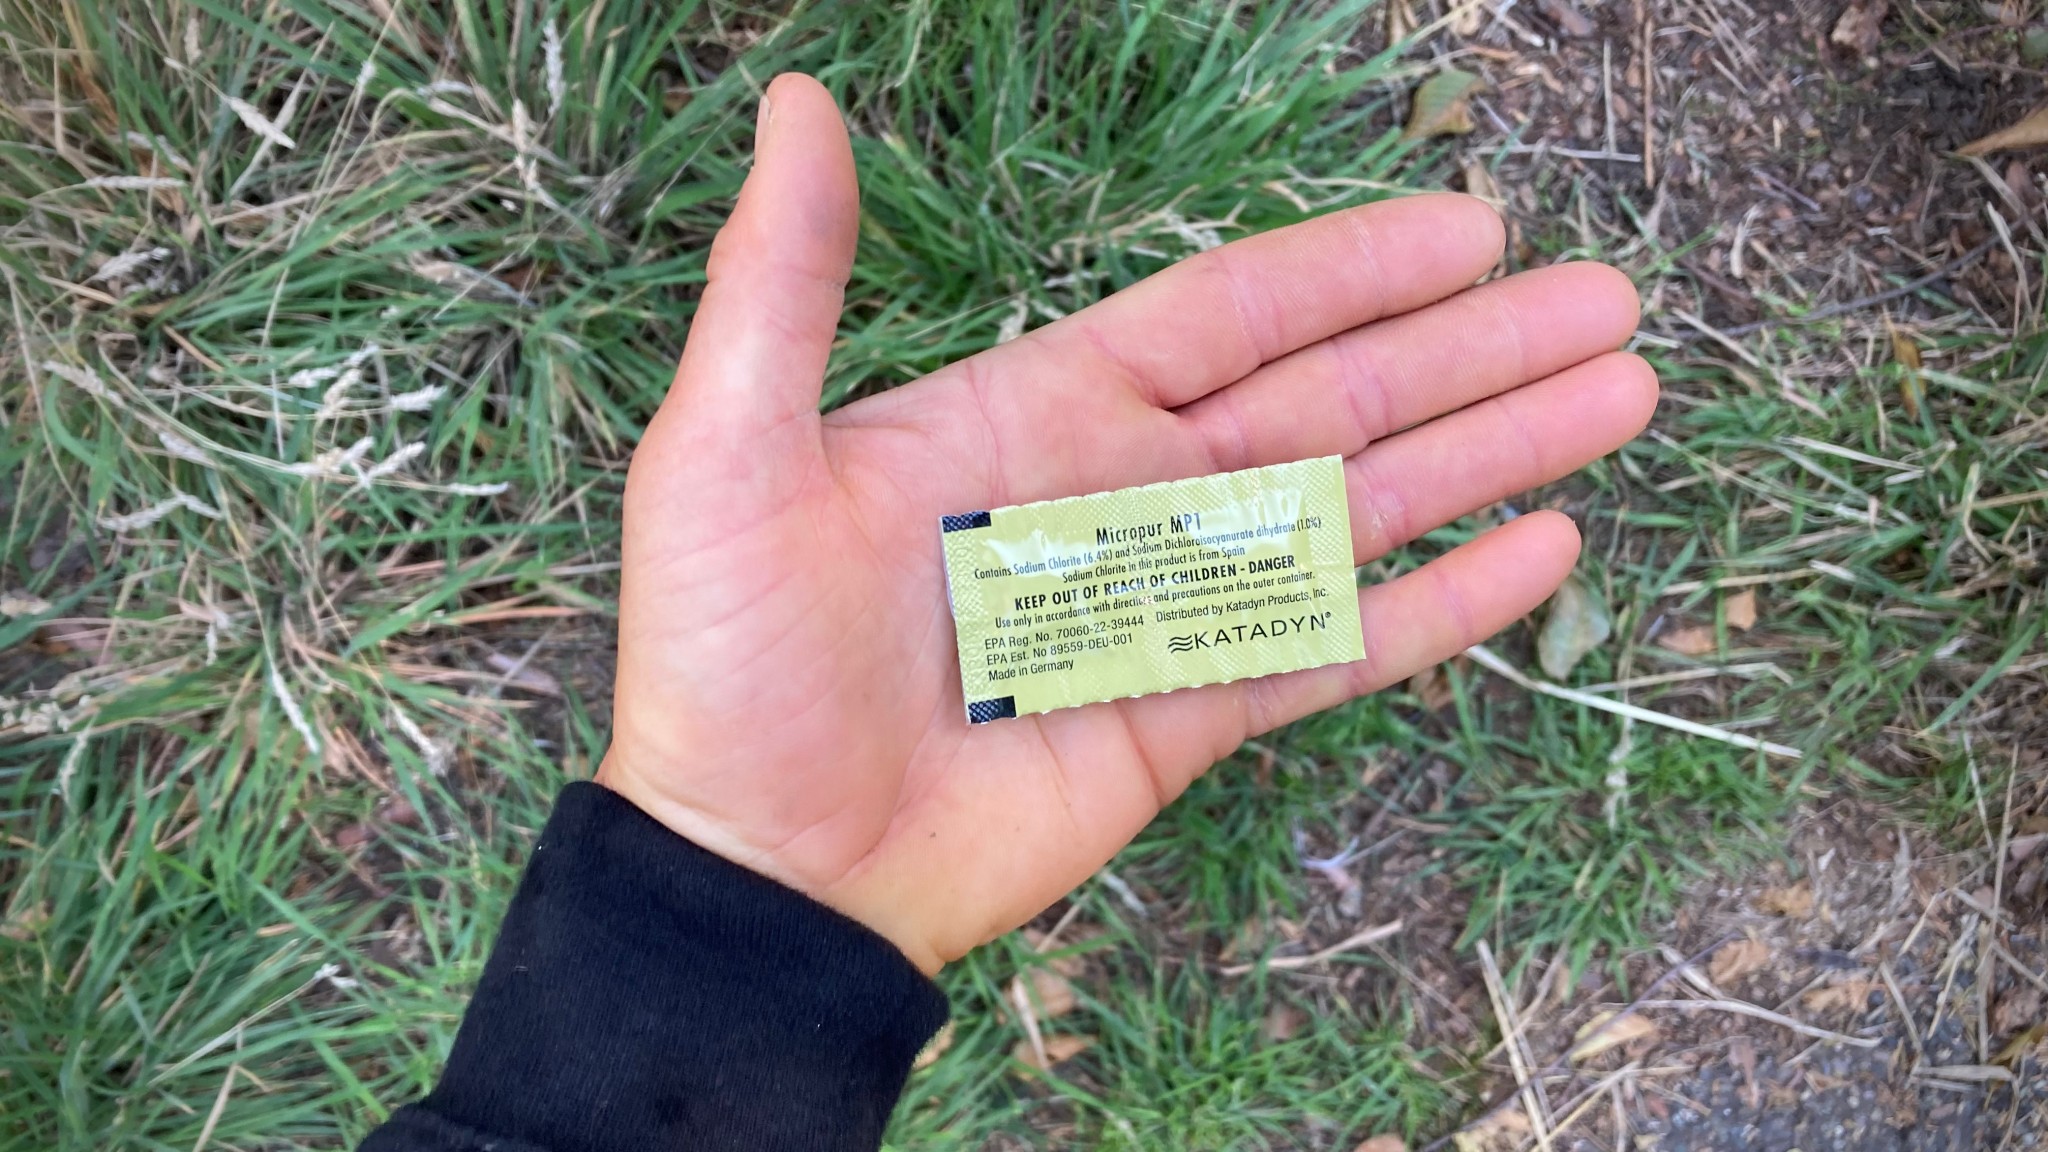 Micropur MP1
Contains Sodium Chlorite (6.4%) and Sodium Dichloroisocyanurate dihydrate (1.0%)
Sodium Chlorite in this product is from Spain
KEEP OUT OF REACH OF CHILDREN - DANGER
Use only in accordance with directions and precautions on the outer container.
EPA Reg. No. 70060-22-39444
EPA Est. No 89559-DEU-001
Made in Germany
Distributed by Katadyn Products, Inc.
KATADYN®